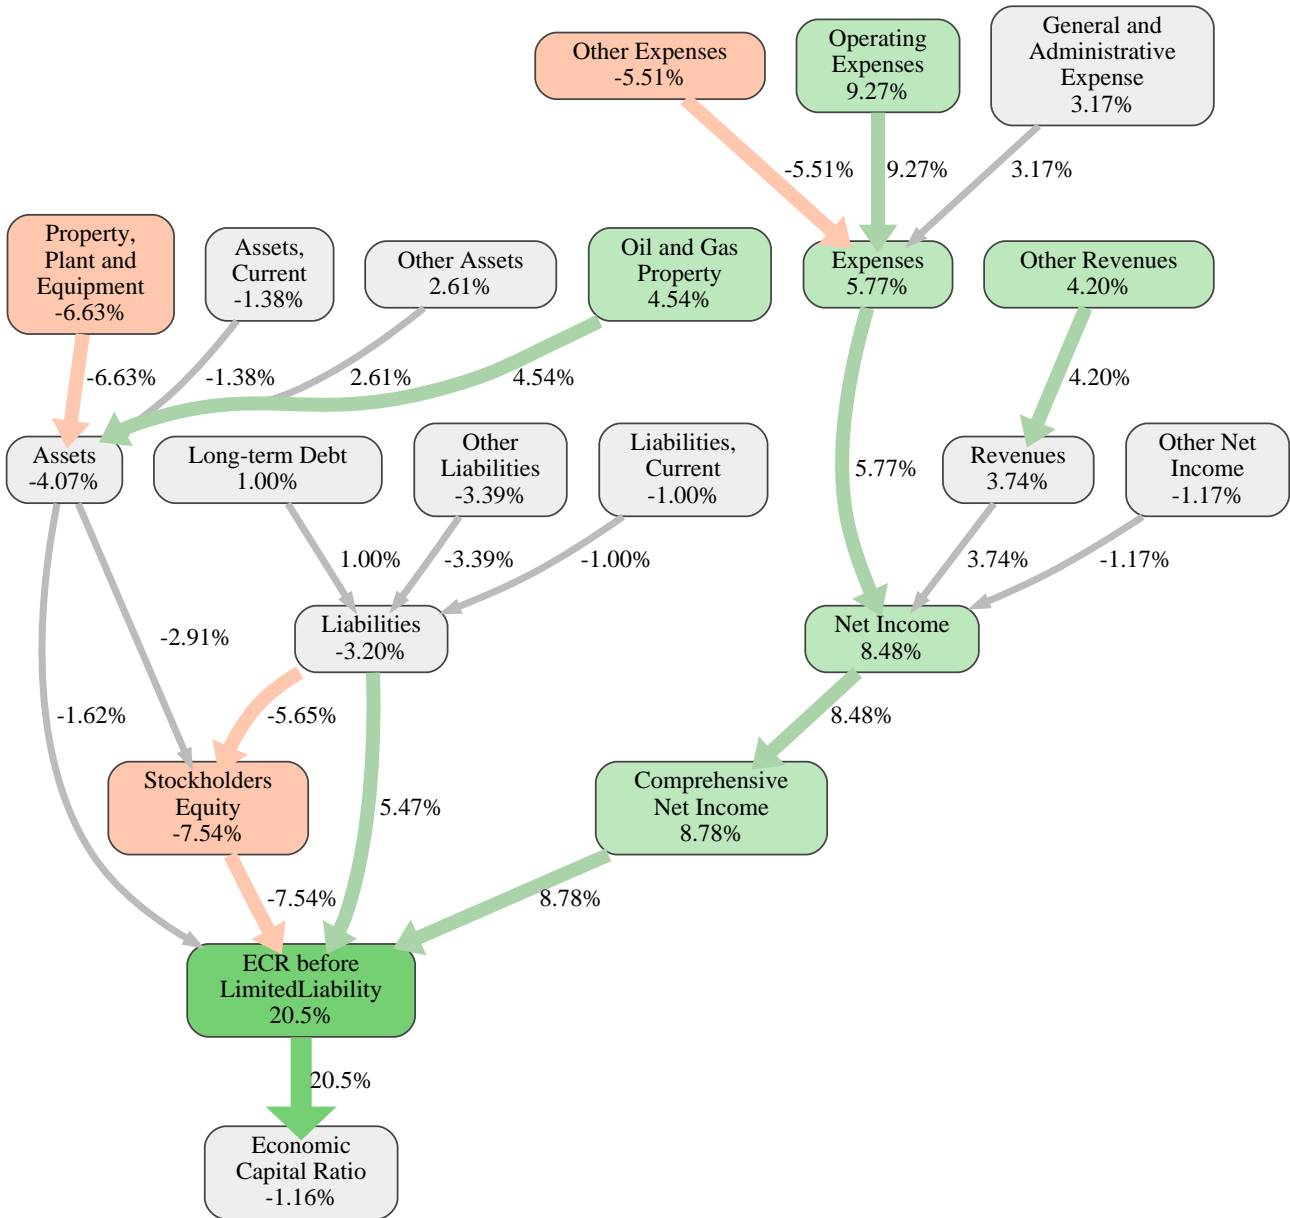 Other Expenses
-5.51%
Operating
Expenses
9.27%
General and
Administrative
Expense
3.17%
-5.51%
9.27%
3.17%
Property,
Plant and
Equipment
-6.63%
Assets,
Current
-1.38%
Other Assets
2.61%
Oil and Gas
Property
4.54%
Expenses
5.77%
Other Revenues
4.20%
-6.63%
-1.38%
2.61%
4.54%
4.20%
Assets
-4.07%
Long-term Debt
1.00%
Other
Liabilities
-3.39%
Liabilities,
Current
-1.00%
5.77%
Revenues
3.74%
Other Net
Income
-1.17%
1.00%
-3.39%
-1.00%
3.74%
-1.17%
Liabilities
-3.20%
Net Income
8.48%
-2.91%
-1.62%
-5.65%
8.48%
Stockholders
Equity
-7.54%
5.47%
Comprehensive
Net Income
8.78%
-7.54%
8.78%
ECR before
LimitedLiability
20.5%
20.5%
Economic
Capital Ratio
-1.16%